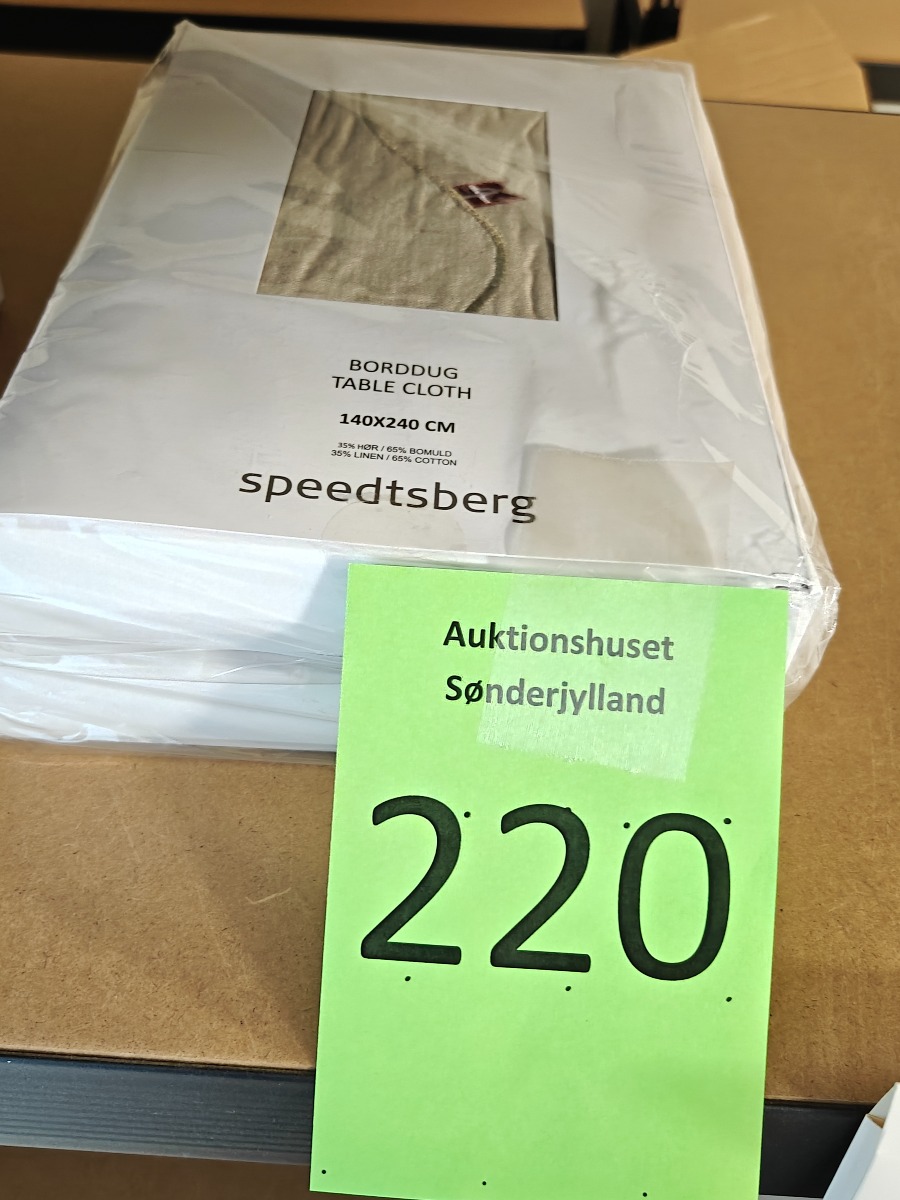 BORDDUG
TABLE CLOTH
140X240 CM
35% HØR / 65% BOMULD
35% LINEN / 65% COTTON
speedtsberg
Auktionshuset
Sønderjylland
220